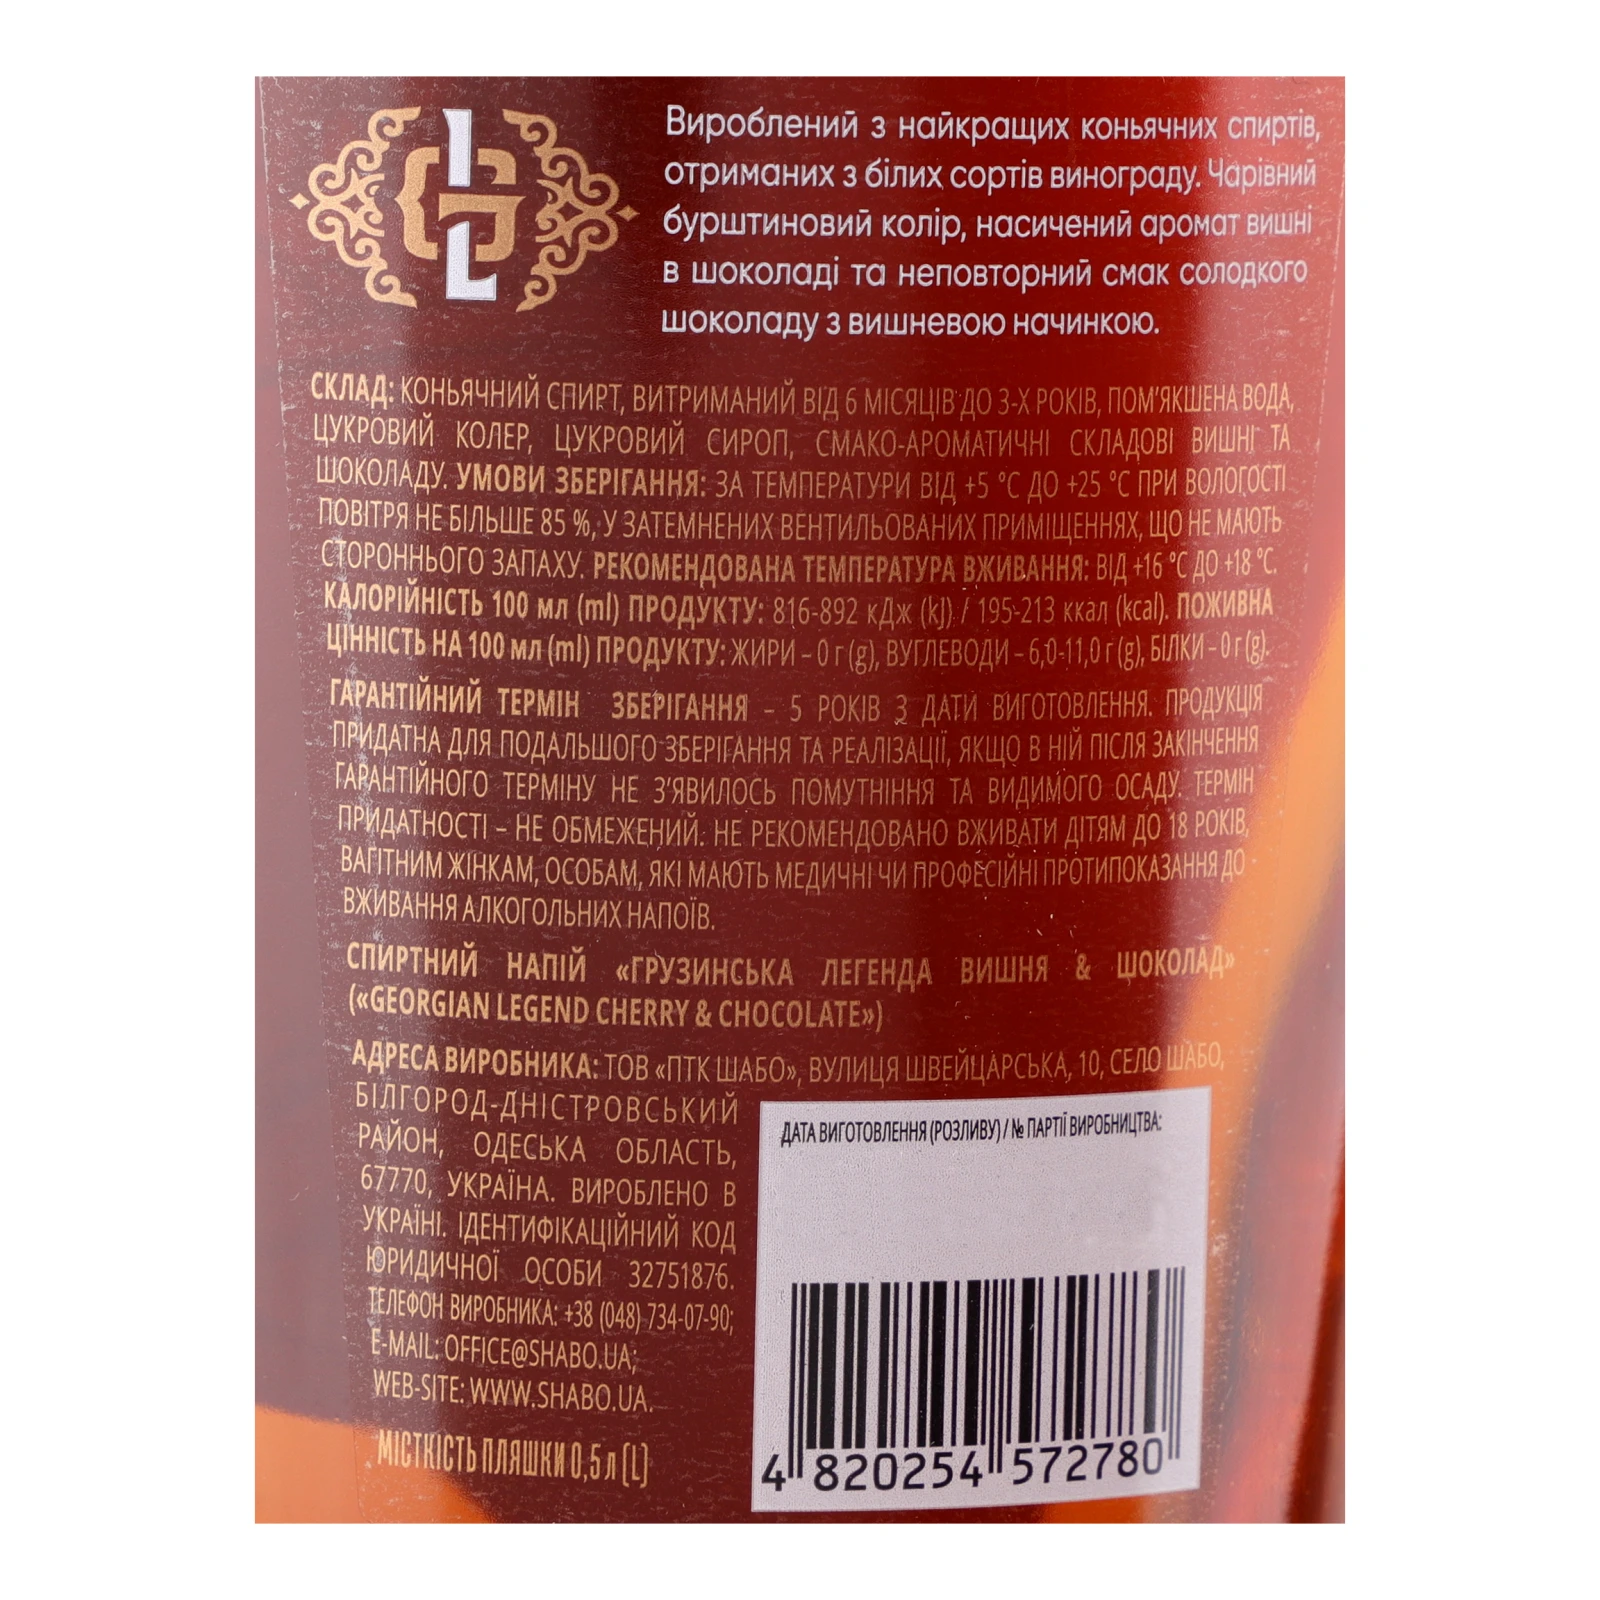 L
GL
Вироблений з найкращих коньячних спиртів,
отриманих з білих сортів винограду. Чарівний
бурштиновий колір, насичений аромат вишні
в шоколаді та неповторний смак солодкого
шоколаду з вишневою начинкою.
СКЛАД: КОНЬЯЧНИЙ СПИРТ, ВИТРИМАНИЙ ВІД 6 МІСЯЦІВ ДО 3-Х РОКІВ, ПОМ’ЯКШЕНА ВОДА,
ЦУКРОВИЙ КОЛЕР, ЦУКРОВИЙ СИРОП, СМАКО-АРОМАТИЧНІ СКЛАДОВІ ВИШНІ ТА
ШОКОЛАДУ. УМОВИ ЗБЕРІГАННЯ: ЗА ТЕМПЕРАТУРИ ВІД +5 °С ДО +25 °С ПРИ ВОЛОГОСТІ
ПОВІТРЯ НЕ БІЛЬШЕ 85 %, У ЗАТЕМНЕНИХ ВЕНТИЛЬОВАНИХ ПРИМІЩЕННЯХ, ЩО НЕ МАЮТЬ
СТОРОННЬОГО ЗАПАХУ. РЕКОМЕНДОВАНА ТЕМПЕРАТУРА ВЖИВАННЯ: ВІД +16 °С ДО +18 °С.
КАЛОРІЙНІСТЬ 100 мл (ml) ПРОДУКТУ: 816-892 кДж (kJ) / 195-213 ккал (kcal). ПОЖИВНА
ЦІННІСТЬ НА 100 мл (ml) ПРОДУКТУ: ЖИРИ – 0 г (g), ВУГЛЕВОДИ – 6,0-11,0 г (g), БІЛКИ – 0 г (g).
ГАРАНТІЙНИЙ ТЕРМІН ЗБЕРІГАННЯ – 5 РОКІВ З ДАТИ ВИГОТОВЛЕННЯ. ПРОДУКЦІЯ
ПРИДАТНА ДЛЯ ПОДАЛЬШОГО ЗБЕРІГАННЯ ТА РЕАЛІЗАЦІЇ, ЯКЩО В НІЙ ПІСЛЯ ЗАКІНЧЕННЯ
ГАРАНТІЙНОГО ТЕРМІНУ НЕ З’ЯВИЛОСЬ ПОМУТНІННЯ ТА ВИДИМОГО ОСАДУ. ТЕРМІН
ПРИДАТНОСТІ – НЕ ОБМЕЖЕНИЙ. НЕ РЕКОМЕНДОВАНО ВЖИВАТИ ДІТЯМ ДО 18 РОКІВ,
ВАГІТНИМ ЖІНКАМ, ОСОБАМ, ЯКІ МАЮТЬ МЕДИЧНІ ЧИ ПРОФЕСІЙНІ ПРОТИПОКАЗАННЯ ДО
ВЖИВАННЯ АЛКОГОЛЬНИХ НАПОЇВ.
СПИРТНИЙ НАПІЙ «ГРУЗИНСЬКА ЛЕГЕНДА ВИШНЯ & ШОКОЛАД»
(«GEORGIAN LEGEND CHERRY & CHOCOLATE»)
АДРЕСА ВИРОБНИКА: ТОВ «ПТК ШАБО», ВУЛИЦЯ ШВЕЙЦАРСЬКА, 10, СЕЛО ШАБО,
БІЛГОРОД-ДНІСТРОВСЬКИЙ
РАЙОН, ОДЕСЬКА ОБЛАСТЬ,
67770, УКРАЇНА. ВИРОБЛЕНО В
УКРАЇНІ. ІДЕНТИФІКАЦІЙНИЙ КОД
ЮРИДИЧНОЇ ОСОБИ 32751876.
ТЕЛЕФОН ВИРОБНИКА: +38 (048) 734-07-90;
E-MAIL: OFFICE@SHABO.UA;
WEB-SITE: WWW.SHABO.UA.
МІСТКІСТЬ ПЛЯШКИ 0,5 л (L)
ДАТА ВИГОТОВЛЕННЯ (РОЗЛИВУ) / № ПАРТІЇ ВИРОБНИЦТВА:
4 820254 572780